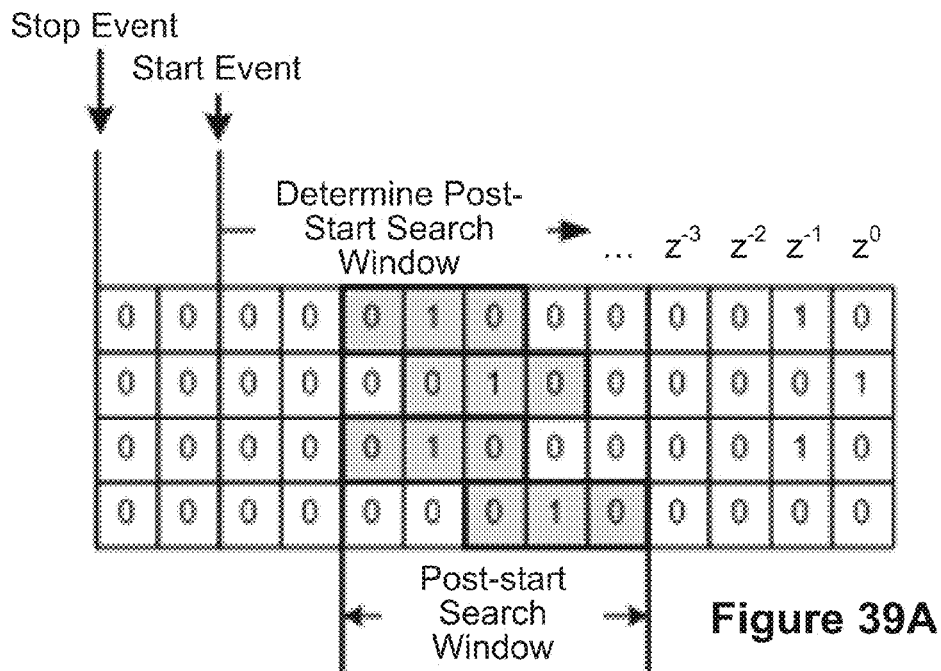 Stop Event
Start Event
Determine Post-
Start Search
Window
... z⁻³ z⁻² z⁻¹ z⁰
0 0 0 0 0 1 0 0 0 0 0 1 0
0 0 0 0 0 0 1 0 0 0 0 0 1
0 0 0 0 0 1 0 0 0 0 0 1 0
0 0 0 0 0 0 0 1 0 0 0 0 0
Post-start
Search
Window
Figure 39A